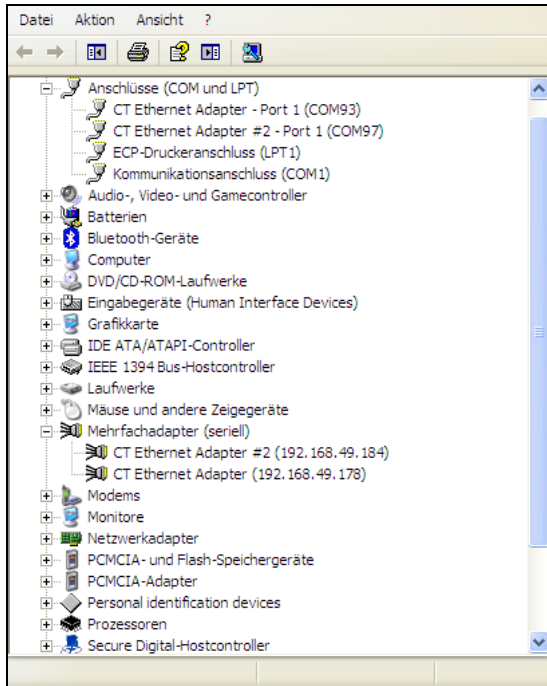 Datei Aktion Ansicht ?
Anschlüsse (COM und LPT)
CT Ethernet Adapter - Port 1 (COM93)
CT Ethernet Adapter #2 - Port 1 (COM97)
ECP-Druckeranschluss (LPT1)
Kommunikationsanschluss (COM1)
Audio-, Video- und Gamecontroller
Batterien
Bluetooth-Geräte
Computer
DVD/CD-ROM-Laufwerke
Eingabegeräte (Human Interface Devices)
Grafikkarte
IDE ATA/ATAPI-Controller
IEEE 1394 Bus-Hostcontroller
Laufwerke
Mäuse und andere Zeigegeräte
Mehrfachadapter (seriell)
CT Ethernet Adapter #2 (192.168.49.184)
CT Ethernet Adapter (192.168.49.178)
Modems
Monitore
Netzwerkadapter
PCMCIA- und Flash-Speichergeräte
PCMCIA-Adapter
Personal identification devices
Prozessoren
Secure Digital-Hostcontroller